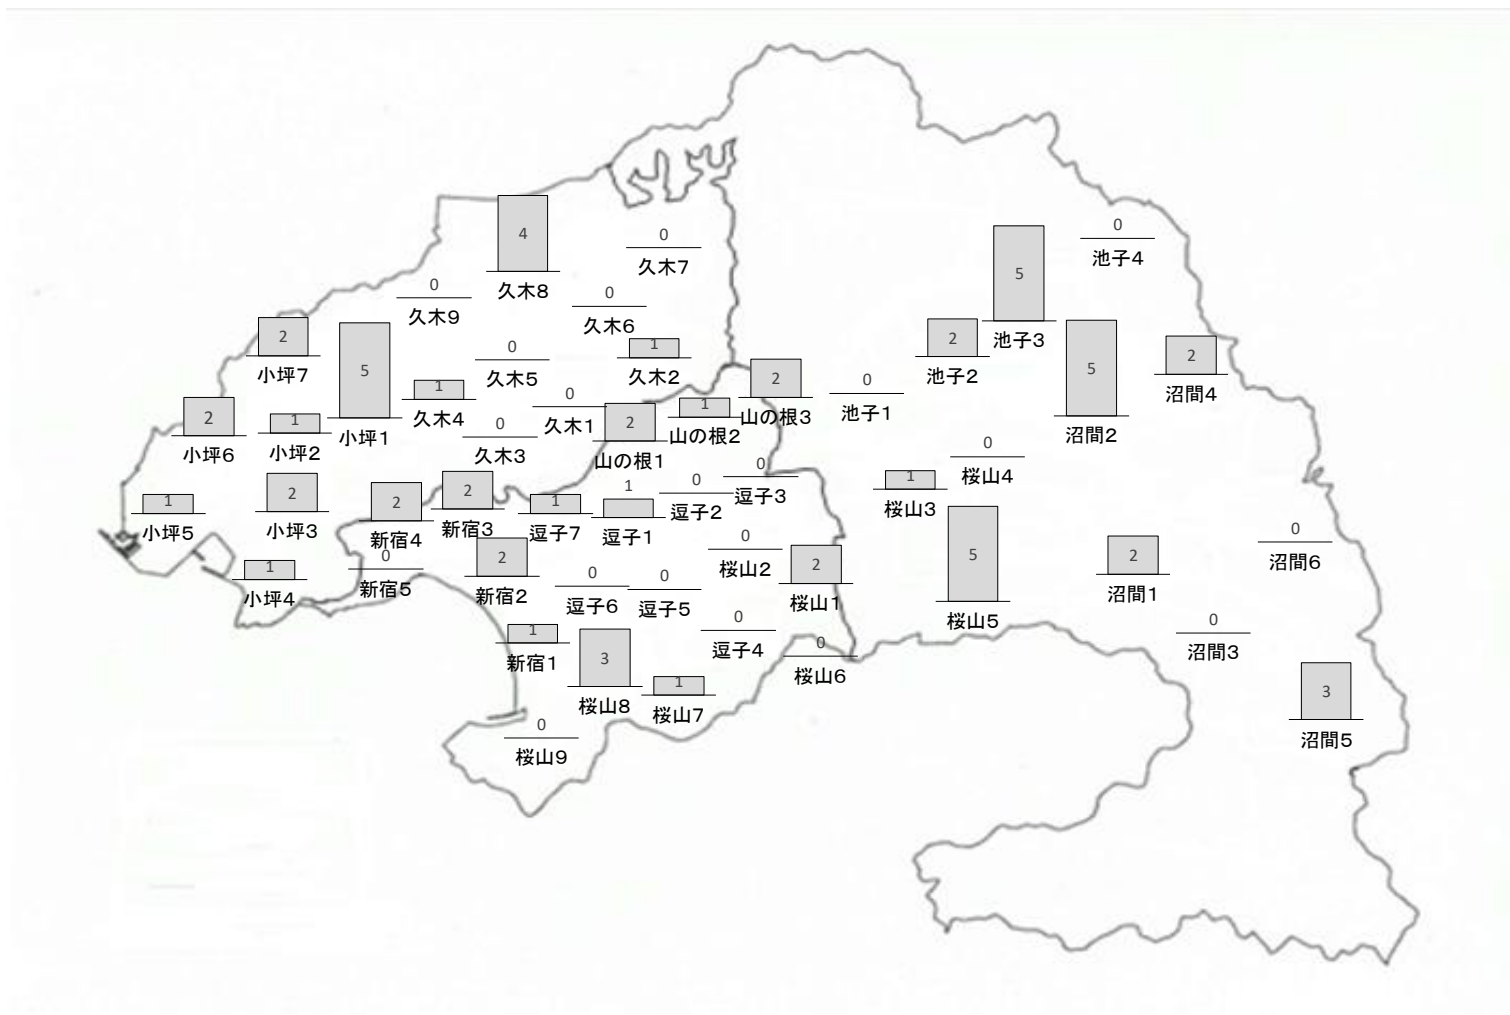 0
池子4
4
久木8
0
久木7
5
池子3
0
久木9
0
久木6
2
小坪7
5
小坪1
0
久木5
1
久木2
2
池子2
5
沼間2
2
沼間4
1
久木4
0
久木1
2
山の根3
0
池子1
2
小坪6
1
小坪2
0
久木3
2
山の根1
1
山の根2
0
桜山4
1
小坪5
2
小坪3
2
新宿4
2
新宿3
1
逗子7
1
逗子1
0
逗子2
0
逗子3
1
桜山3
5
桜山5
2
沼間1
0
沼間6
1
小坪4
0
新宿5
2
新宿2
0
逗子6
0
逗子5
0
桜山2
2
桜山1
1
新宿1
3
桜山8
1
桜山7
0
逗子4
0
桜山6
0
沼間3
3
沼間5
0
桜山9